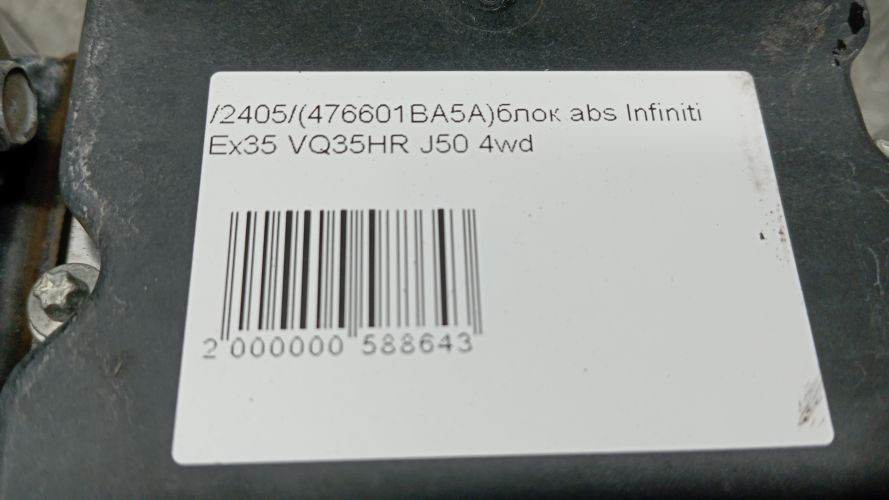 /2405/(476601BA5A)блок abs Infiniti
Ex35 VQ35HR J50 4wd
2 000000 588643